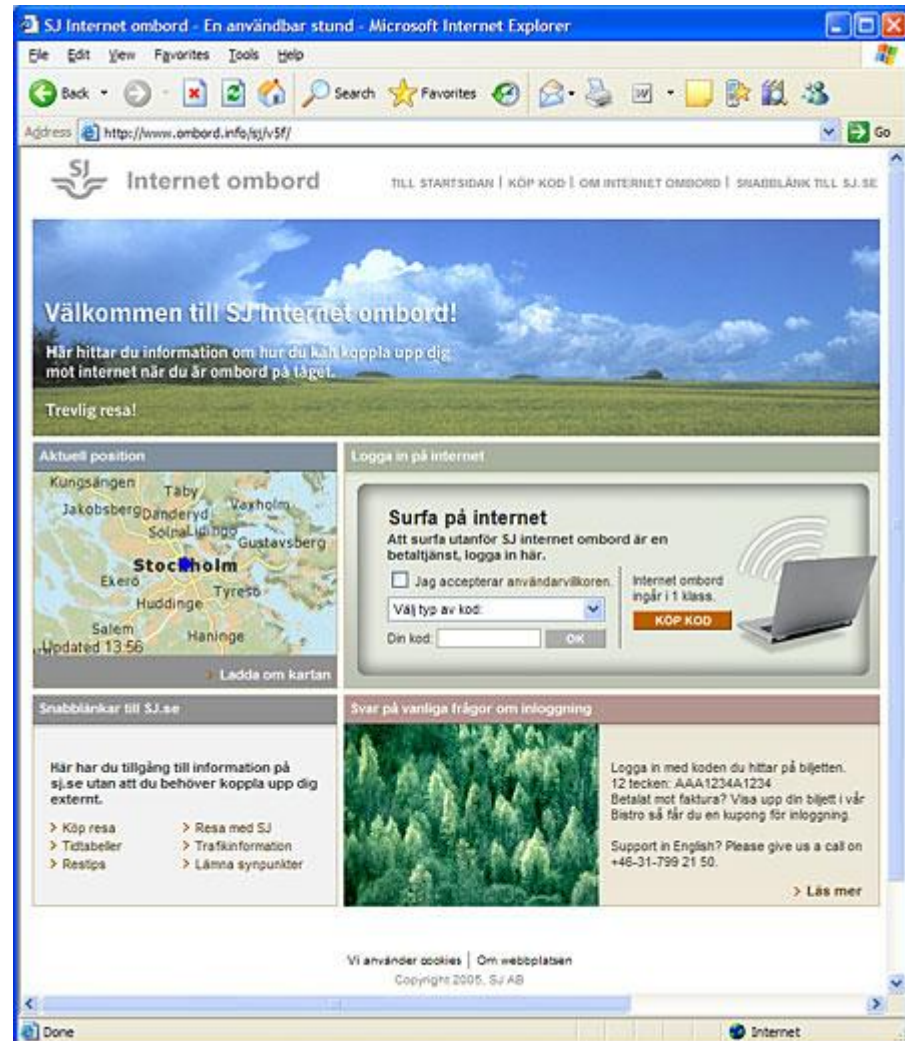 SJ Internet ombord - En användbar stund - Microsoft Internet Explorer
File Edit View Favorites Tools Help
Back Search Favorites
Address http://www.ombord.info/sj/v5f/ Go
SJ Internet ombord
TILL STARTSIDAN | KÖP KOD | OM INTERNET OMBORD | SNABBLÄNK TILL SJ.SE
Välkommen till SJ Internet ombord!
Här hittar du information om hur du kan koppla upp dig
mot internet när du är ombord på tåget.
Trevlig resa!
Aktuell position
Kungsängen
Täby
Vaxholm
Jakobsberg
Danderyd
Solna
Lidingö
Gustavsberg
Stockholm
Ekerö
Tyresö
Huddinge
Salem
Haninge
Updated 13:56
> Ladda om kartan
Logga in på internet
Surfa på internet
Att surfa utanför SJ internet ombord är en
betaltjänst, logga in här.
Jag accepterar användarvillkoren.
Välj typ av kod:
Din kod: OK
Internet ombord
ingår i 1 klass.
KÖP KOD
Snabblänkar till SJ.se
Här har du tillgång till information på
sj.se utan att du behöver koppla upp dig
externt.
> Köp resa > Resa med SJ
> Tidtabeller > Trafikinformation
> Restips > Lämna synpunkter
Svar på vanliga frågor om inloggning
Logga in med koden du hittar på biljetten.
12 tecken: AAA1234A1234
Betalat mot faktura? Visa upp din biljett i vår
Bistro så får du en kupong för inloggning.
Support in English? Please give us a call on
+46-31-799 21 50.
> Läs mer
Vi använder cookies | Om webbplatsen
Copyright 2005, SJ AB
Done Internet